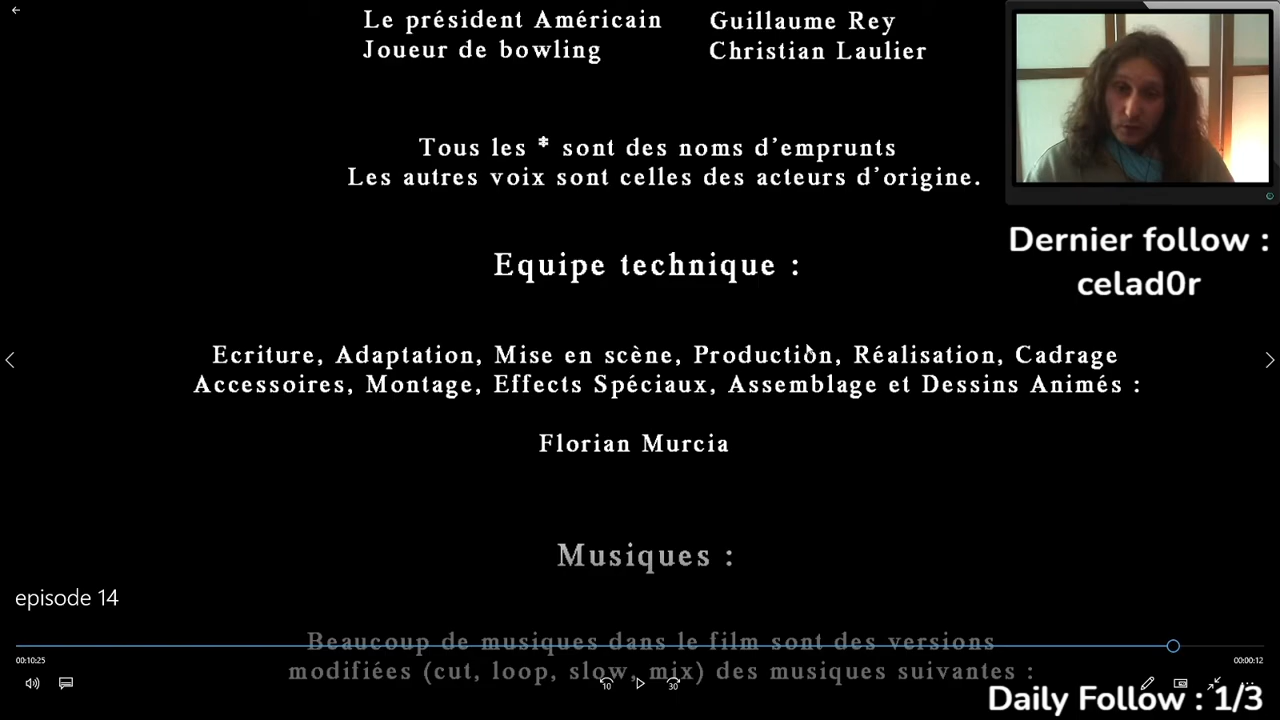 Le président Américain Guillaume Rey
Joueur de bowling Christian Laulier
Tous les * sont des noms d'emprunts
Les autres voix sont celles des acteurs d'origine.
Dernier follow :
celad0r
Equipe technique :
Ecriture, Adaptation, Mise en scène, Production, Réalisation, Cadrage
Accessoires, Montage, Effects Spéciaux, Assemblage et Dessins Animés :
Florian Murcia
Musiques :
episode 14
Beaucoup de musiques dans le film sont des versions
modifiées (cut, loop, slow, mix) des musiques suivantes :
00:10:25
00:00:12
10
30
Daily Follow : 1/3